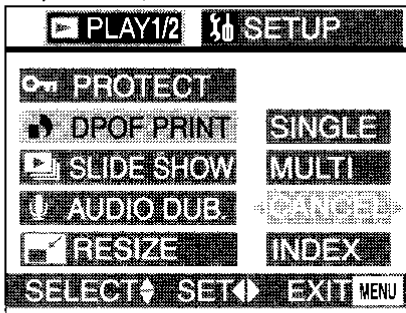 PLAY1/2 SETUP
PROTECT
DPOF PRINT SINGLE
SLIDE SHOW MULTI
AUDIO DUB. CANCEL
RESIZE INDEX
SELECT SET EXIT MENU